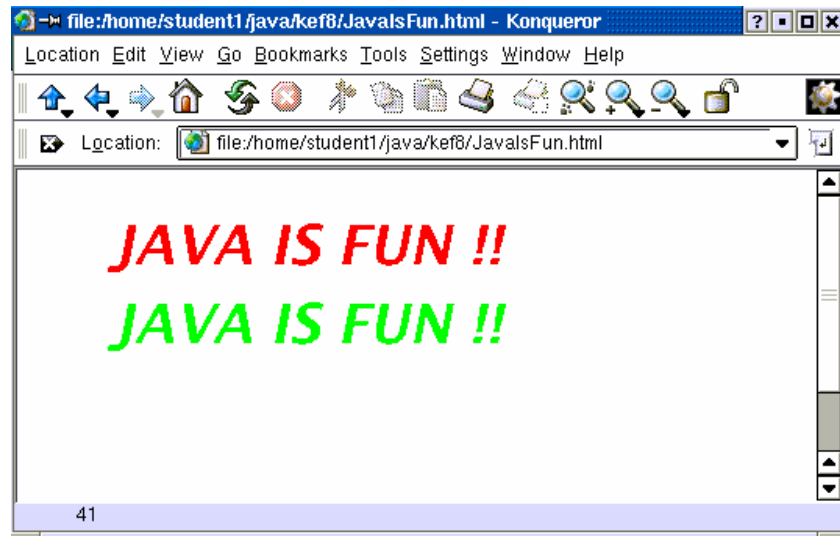 file:/home/student1/java/kef8/JavaIsFun.html - Konqueror
Location Edit View Go Bookmarks Tools Settings Window Help
Location: file:/home/student1/java/kef8/JavaIsFun.html
JAVA IS FUN !!
JAVA IS FUN !!
41